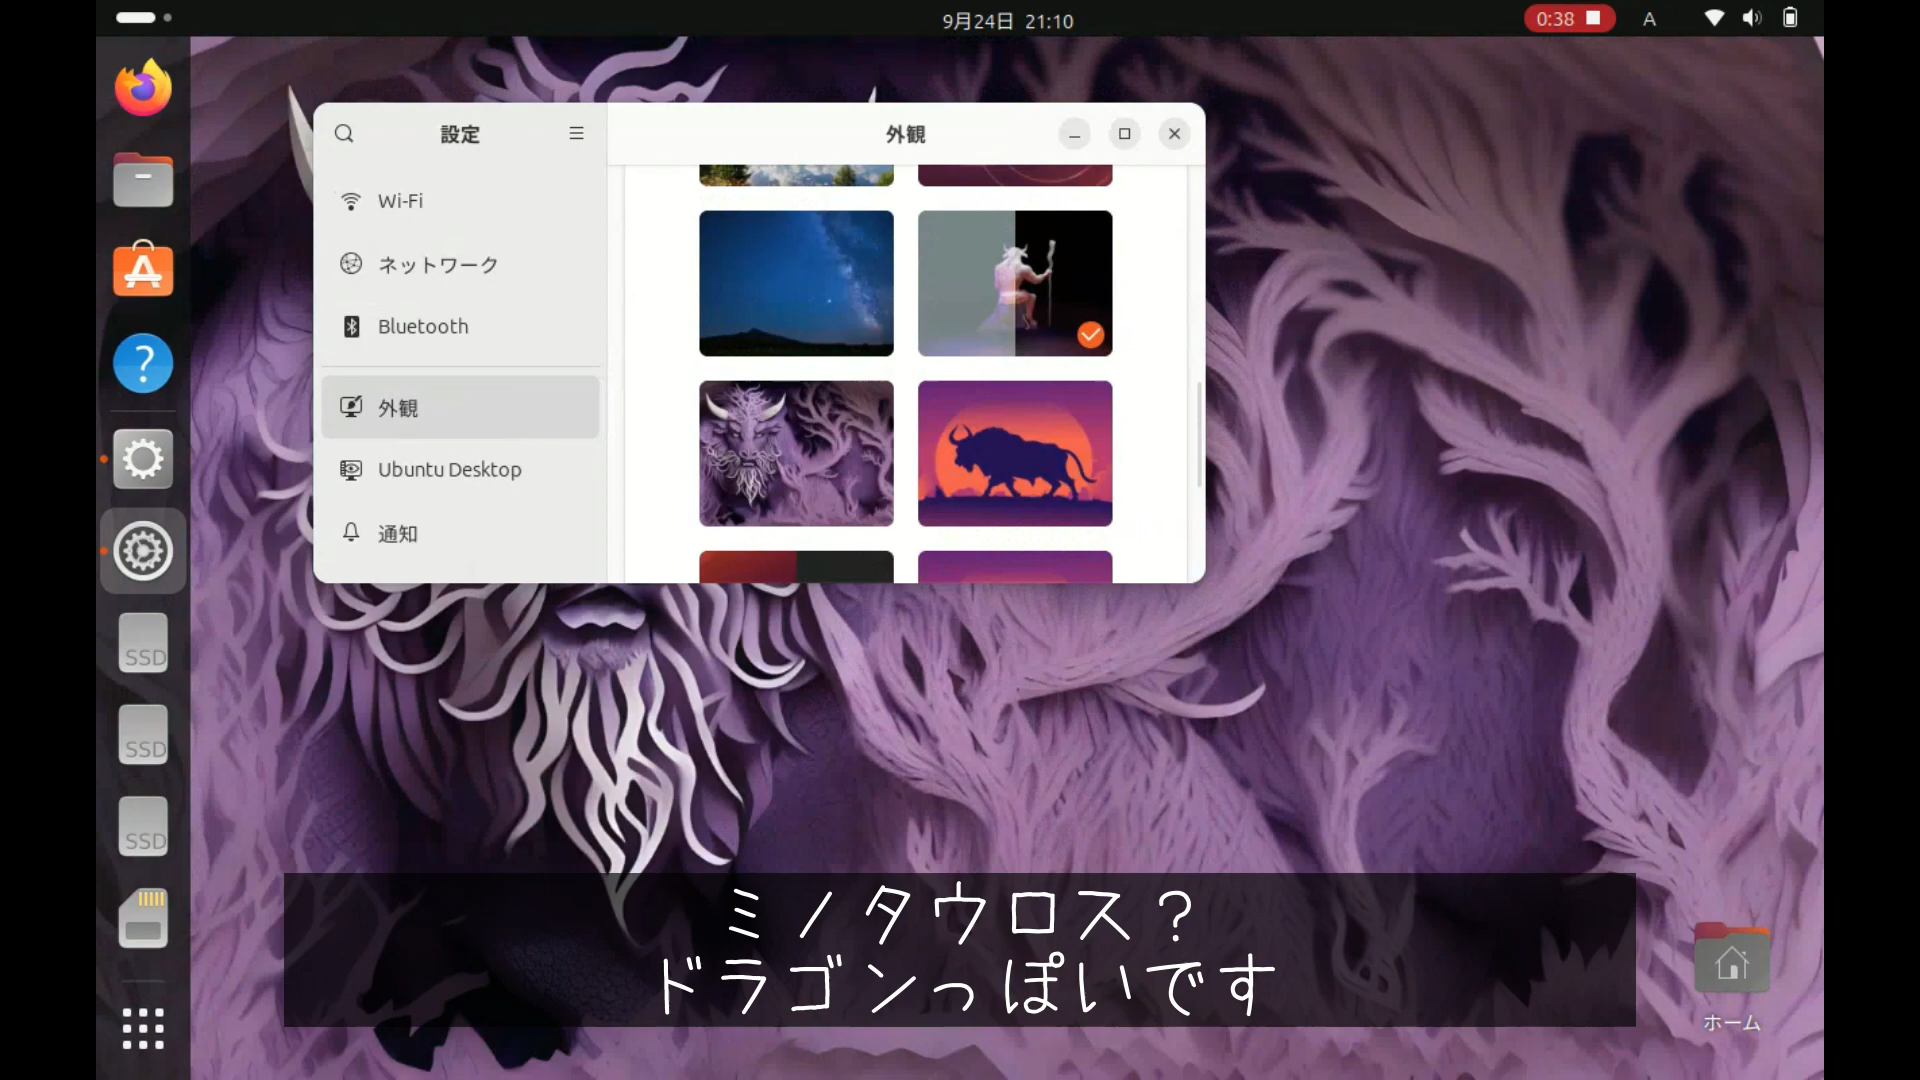 9月24日 21:10
0:38
A
設定
外観
Wi-Fi
ネットワーク
Bluetooth
外観
Ubuntu Desktop
通知
SSD
SSD
SSD
ミノタウロス?
ドラゴンっぽいです
ホーム